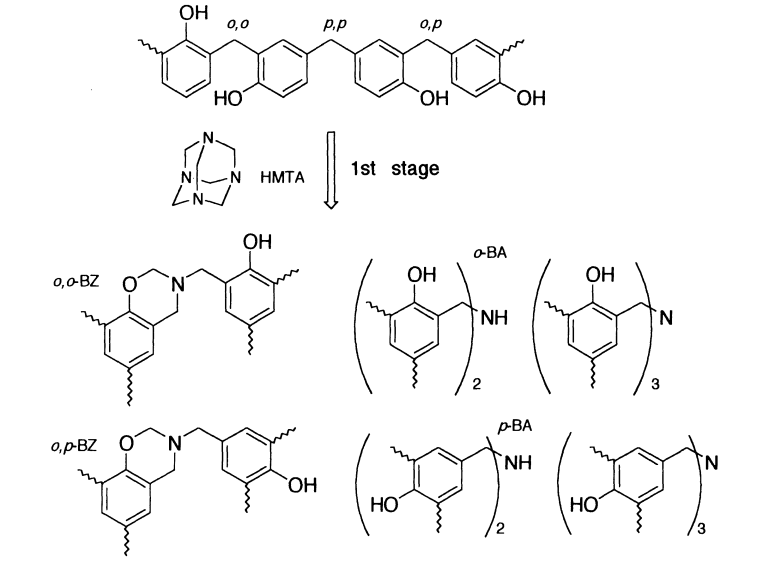 OH
o,o p,p o,p
HO OH OH
N
N N
N
HMTA
1st stage
OH
o,o-BZ
O N
o-BA
OH
NH
2
OH
N
3
o,p-BZ
O N
OH
p-BA
HO
NH
2
HO
N
3